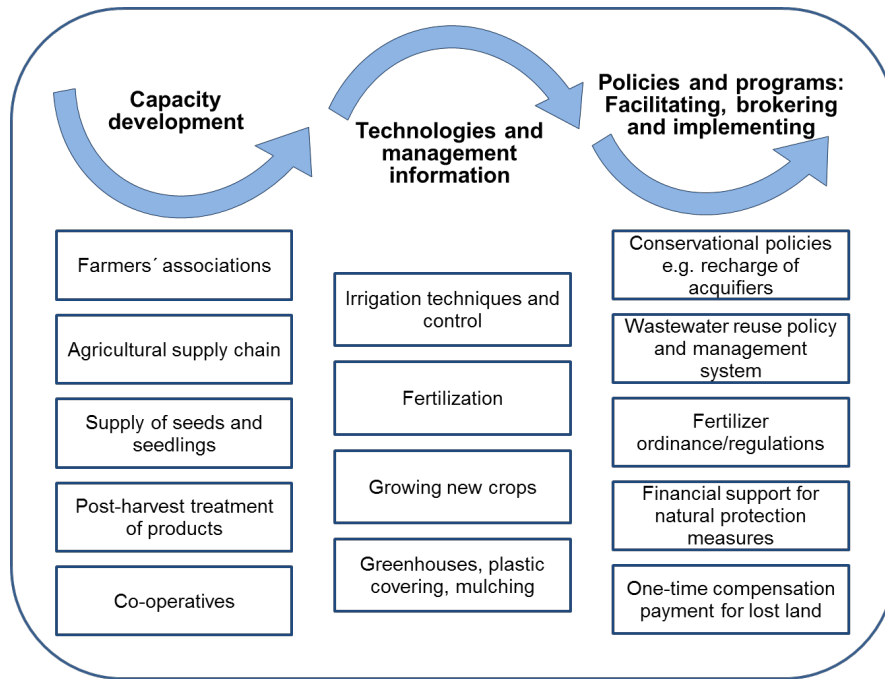 Capacity
development
Farmers´ associations
Agricultural supply chain
Supply of seeds and
seedlings
Post-harvest treatment
of products
Co-operatives
Technologies and
management
information
Irrigation techniques and
control
Fertilization
Growing new crops
Greenhouses, plastic
covering, mulching
Policies and programs:
Facilitating, brokering
and implementing
Conservational policies
e.g. recharge of
acquifiers
Wastewater reuse policy
and management
system
Fertilizer
ordinance/regulations
Financial support for
natural protection
measures
One-time compensation
payment for lost land